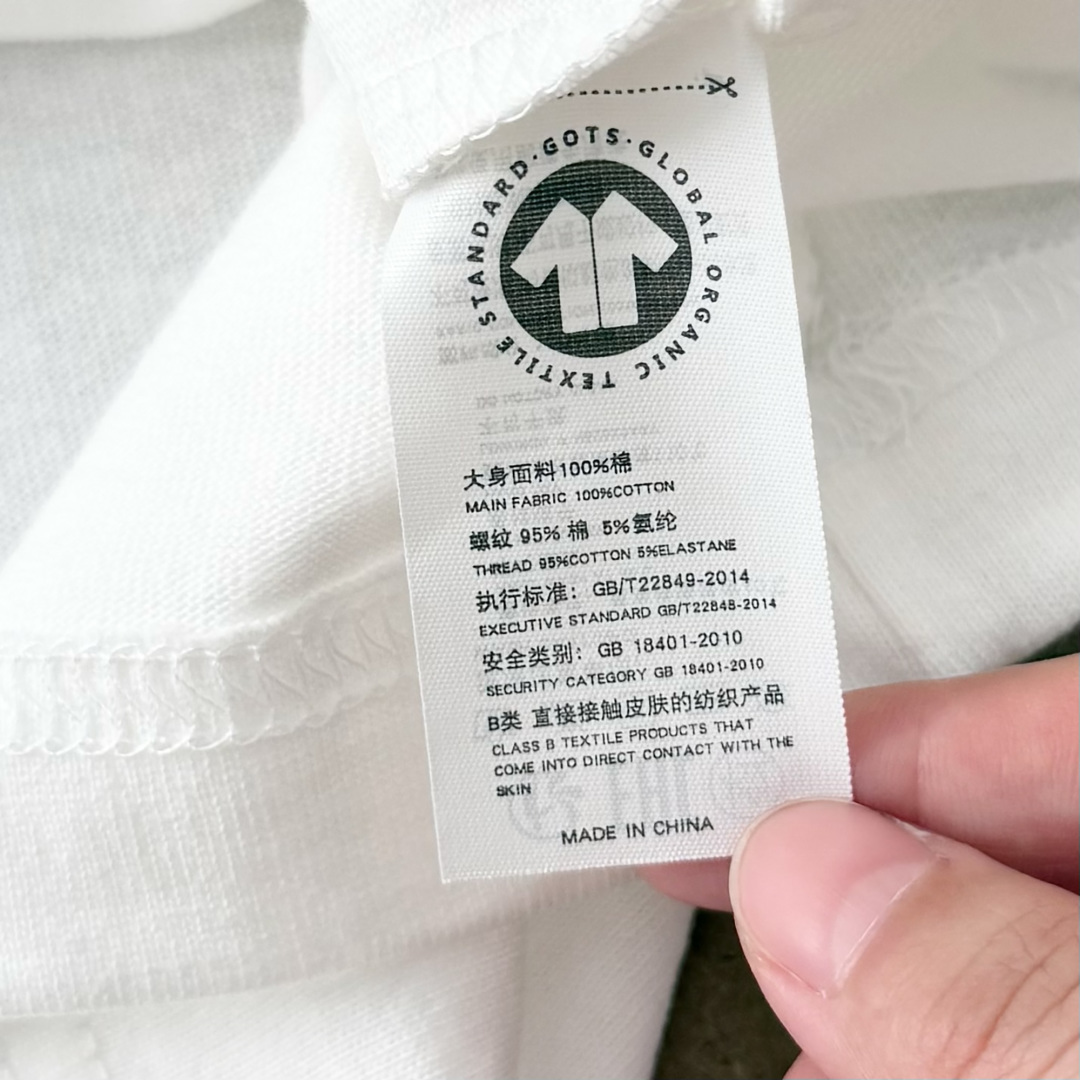 GOTS · GLOBAL ORGANIC TEXTILE STANDARD ·
大身面料100%棉
MAIN FABRIC 100%COTTON
螺纹 95% 棉 5%氨纶
THREAD 95%COTTON 5%ELASTANE
执行标准：GB/T22849-2014
EXECUTIVE STANDARD GB/T22848-2014
安全类别：GB 18401-2010
SECURITY CATEGORY GB 18401-2010
B类 直接接触皮肤的纺织产品
CLASS B TEXTILE PRODUCTS THAT
COME INTO DIRECT CONTACT WITH THE
SKIN
MADE IN CHINA